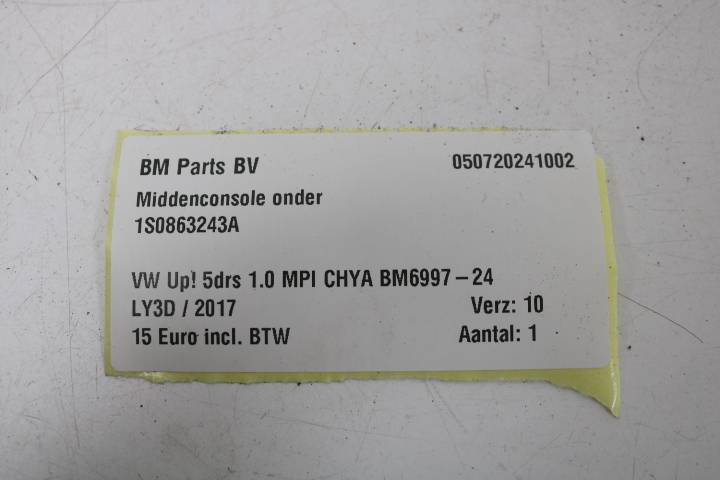 BM Parts BV 050720241002
Middenconsole onder
1S0863243A
VW Up! 5drs 1.0 MPI CHYA BM6997-24
LY3D / 2017 Verz: 10
15 Euro incl. BTW Aantal: 1